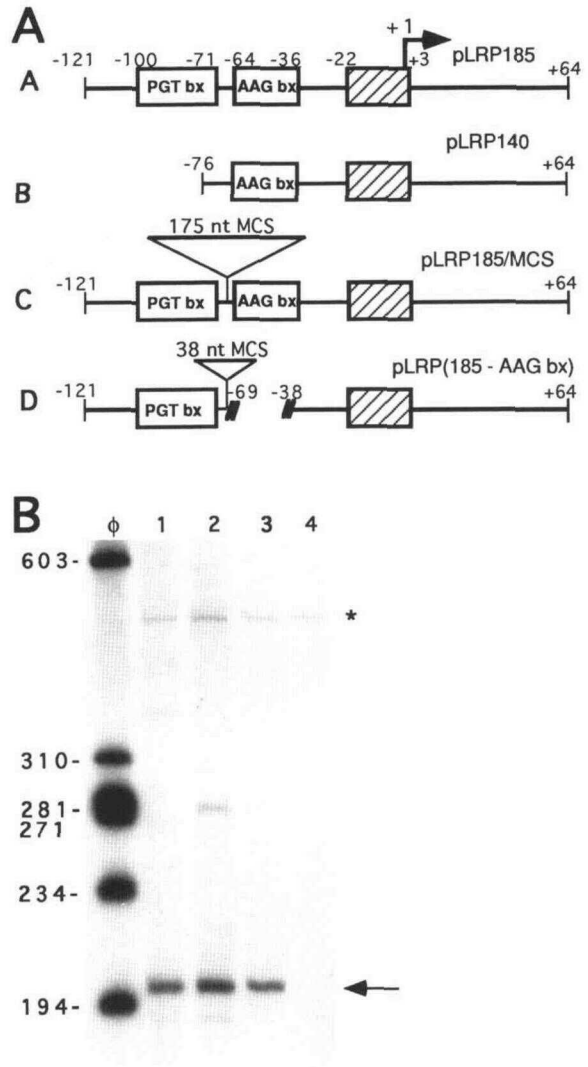 A
+ 1
-121 -100 -71 -64 -36 -22 +3 pLRP185
A PGT bx AAG bx +64
pLRP140
-76 +64
B AAG bx
175 nt MCS
pLRP185/MCS
-121 +64
C PGT bx AAG bx
38 nt MCS
pLRP(185 - AAG bx)
-121 -69 -38 +64
D PGT bx
B ϕ 1 2 3 4
603-
*
310-
281-
271
234-
194-